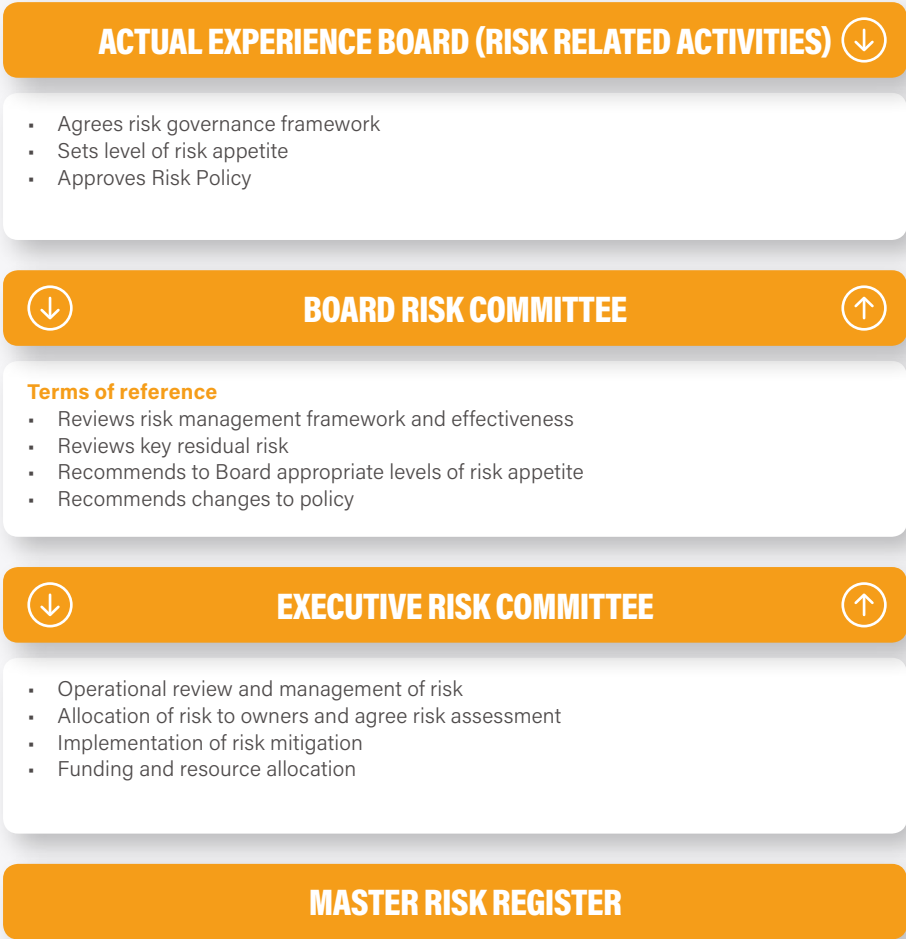 ACTUAL EXPERIENCE BOARD (RISK RELATED ACTIVITIES)
• Agrees risk governance framework
• Sets level of risk appetite
• Approves Risk Policy
BOARD RISK COMMITTEE
Terms of reference
• Reviews risk management framework and effectiveness
• Reviews key residual risk
• Recommends to Board appropriate levels of risk appetite
• Recommends changes to policy
EXECUTIVE RISK COMMITTEE
• Operational review and management of risk
• Allocation of risk to owners and agree risk assessment
• Implementation of risk mitigation
• Funding and resource allocation
MASTER RISK REGISTER